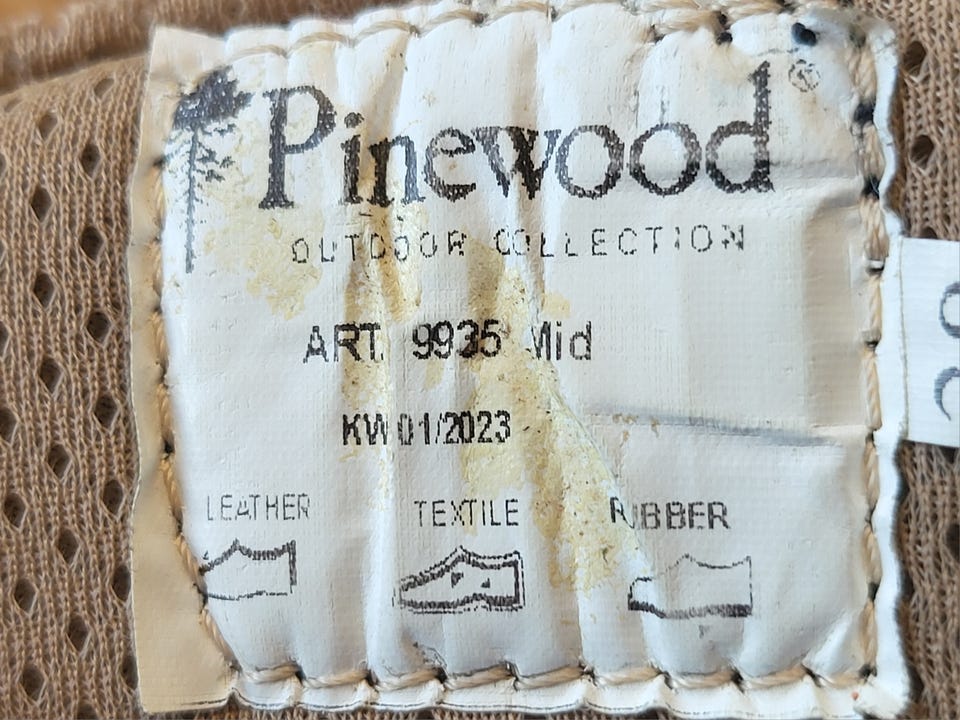 Pinewood®
OUTDOOR COLLECTION
ART. 9935 Mid
KW 01/2023
LEATHER TEXTILE RUBBER